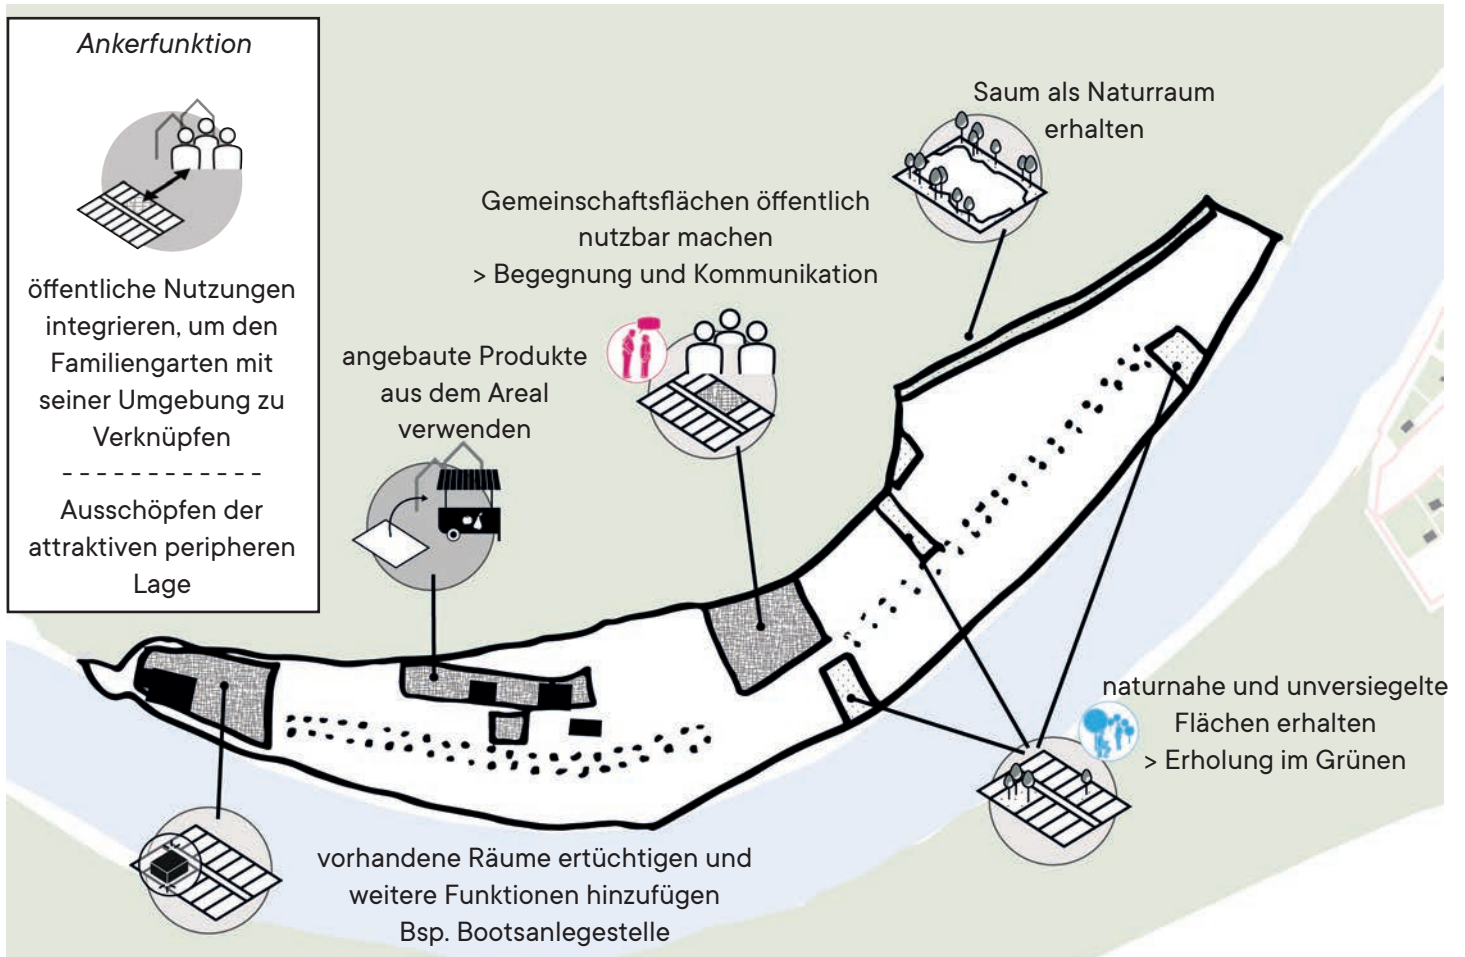 Ankerfunktion
öffentliche Nutzungen
integrieren, um den
Familiengarten mit
seiner Umgebung zu
Verknüpfen
Ausschöpfen der
attraktiven peripheren
Lage
Saum als Naturraum
erhalten
Gemeinschaftsflächen öffentlich
nutzbar machen
> Begegnung und Kommunikation
angebaute Produkte
aus dem Areal
verwenden
naturnahe und unversiegelte
Flächen erhalten
> Erholung im Grünen
vorhandene Räume ertüchtigen und
weitere Funktionen hinzufügen
Bsp. Bootsanlegestelle